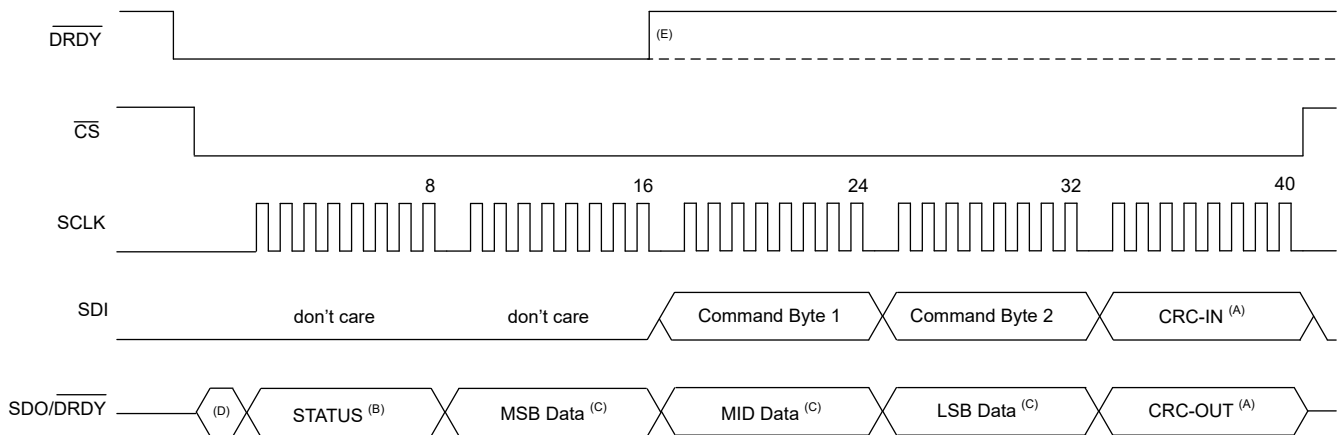 DRDY
(E)
CS
8 16 24 32 40
SCLK
SDI don't care don't care Command Byte 1 Command Byte 2 CRC-IN (A)
SDO/DRDY (D) STATUS (B) MSB Data (C) MID Data (C) LSB Data (C) CRC-OUT (A)